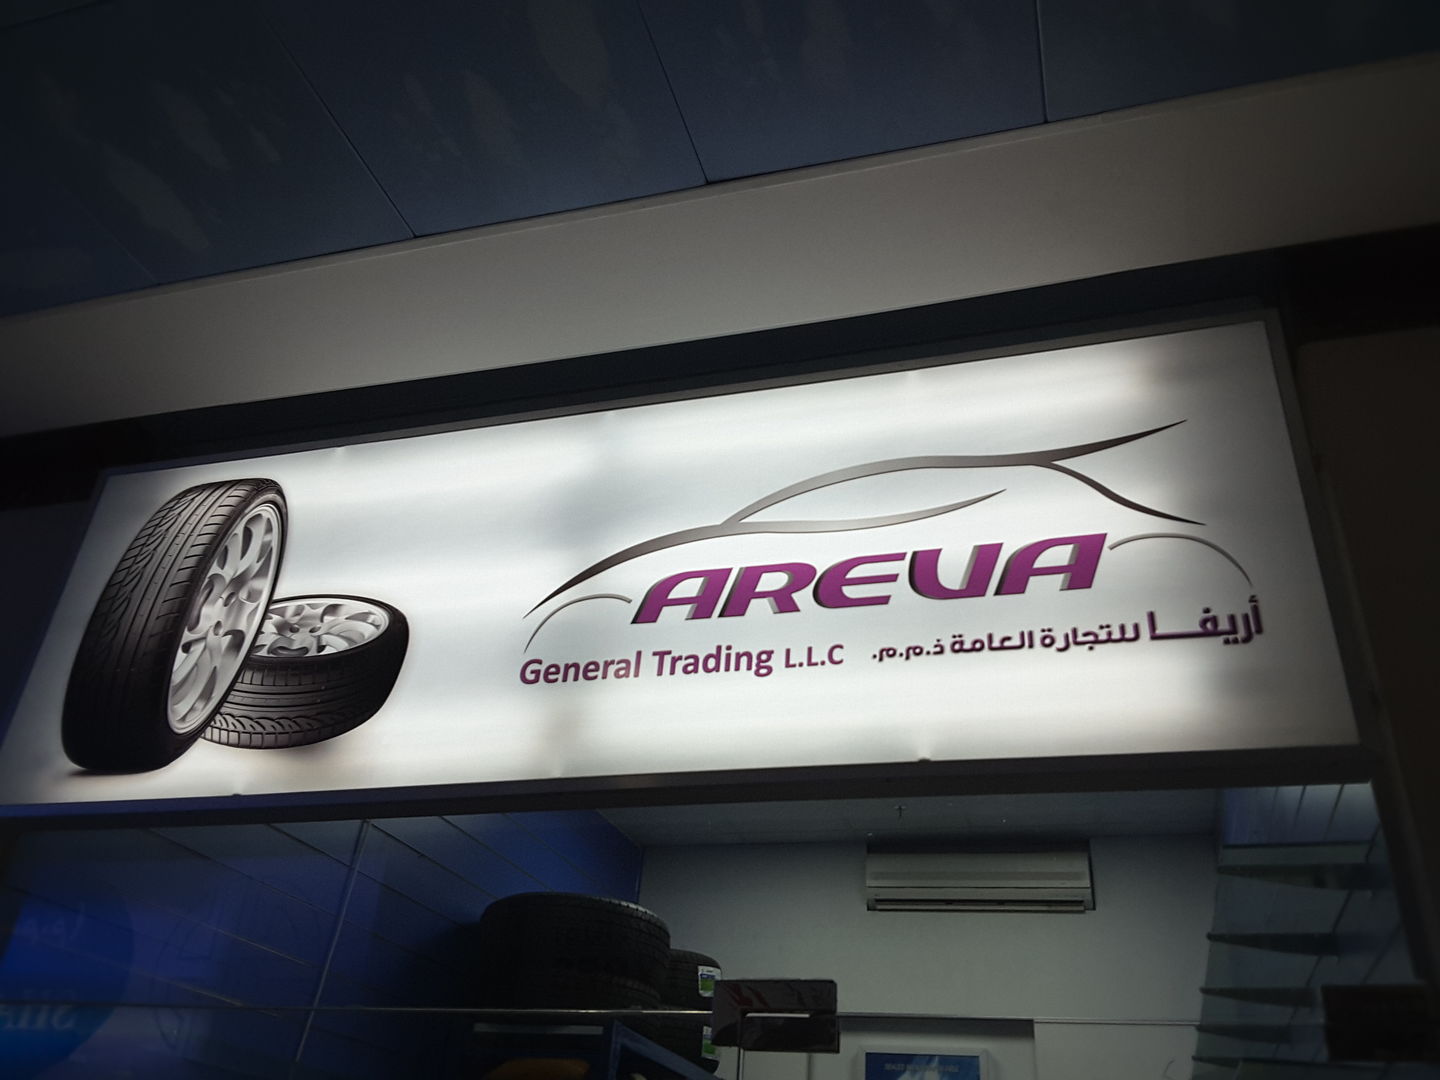 AREVA
General Trading L.L.C
أريفا للتجارة العامة ذ.م.م.